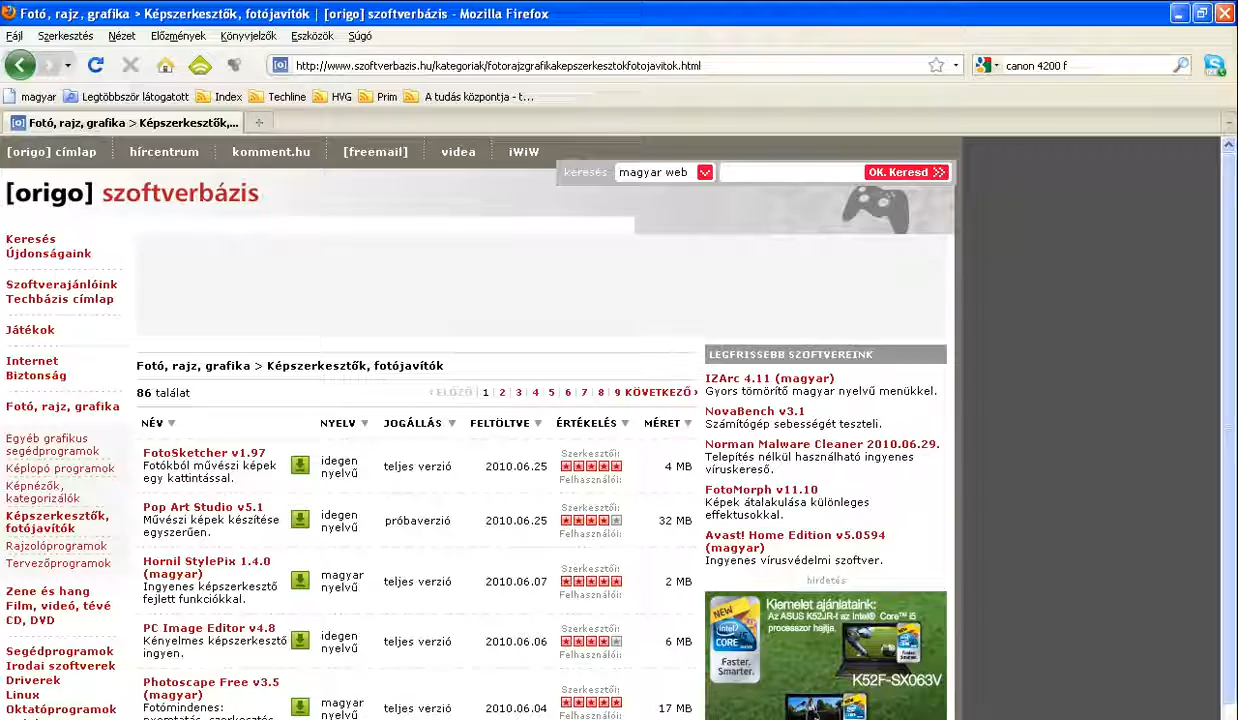 Fotó, rajz, grafika > Képszerkesztők, fotójavítók | [origo] szoftverbázis - Mozilla Firefox
Fájl Szerkesztés Nézet Előzmények Könyvjelzők Eszközök Súgó
http://www.szoftverbazis.hu/kategoriak/fotorajzgrafikakepszerkesztokfotojavitok.html
canon 4200 f
magyar Legtöbbször látogatott Index Techline HVG Prim A tudás központja - t...
Fotó, rajz, grafika > Képszerkesztők,...
[origo] címlap hírcentrum komment.hu [freemail] videa iWiW
keresés magyar web OK. Keresd
[origo] szoftverbázis
Keresés
Újdonságaink
Szoftverajánlóink
Techbázis címlap
Játékok
Internet
Biztonság
Fotó, rajz, grafika
Egyéb grafikus
segédprogramok
Képlopó programok
Képnézők,
kategorizálók
Képszerkesztők,
fotójavítók
Rajzolóprogramok
Tervezőprogramok
Zene és hang
Film, videó, tévé
CD, DVD
Segédprogramok
Irodai szoftverek
Driverek
Linux
Oktatóprogramok
Fotó, rajz, grafika > Képszerkesztők, fotójavítók
86 találat
‹ ELŐZŐ | 1 | 2 | 3 | 4 | 5 | 6 | 7 | 8 | 9 KÖVETKEZŐ ›
NÉV NYELV JOGÁLLÁS FELTÖLTVE ÉRTÉKELÉS MÉRET
FotoSketcher v1.97
Fotókból művészi képek
egy kattintással.
idegen
nyelvű
teljes verzió
2010.06.25
Szerkesztői:
Felhasználói:
4 MB
Pop Art Studio v5.1
Művészi képek készítése
egyszerűen.
idegen
nyelvű
próbaverzió
2010.06.25
Szerkesztői:
Felhasználói:
32 MB
Hornil StylePix 1.4.0
(magyar)
Ingyenes képszerkesztő
fejlett funkciókkal.
magyar
nyelvű
teljes verzió
2010.06.07
Szerkesztői:
Felhasználói:
2 MB
PC Image Editor v4.8
Kényelmes képszerkesztő
ingyen.
idegen
nyelvű
teljes verzió
2010.06.06
Szerkesztői:
Felhasználói:
6 MB
Photoscape Free v3.5
(magyar)
Fotómindenes:
nyomtatás, szerkesztés
magyar
nyelvű
teljes verzió
2010.06.04
Szerkesztői:
Felhasználói:
17 MB
LEGFRISSEBB SZOFTVEREINK
IZArc 4.11 (magyar)
Gyors tömörítő magyar nyelvű menükkel.
NovaBench v3.1
Számítógép sebességét teszteli.
Norman Malware Cleaner 2010.06.29.
Telepítés nélkül használható ingyenes
víruskereső.
FotoMorph v11.10
Képek átalakulása különleges
effektusokkal.
Avast! Home Edition v5.0594
(magyar)
Ingyenes vírusvédelmi szoftver.
hirdetés
Kiemelet ajánlataink:
Az ASUS K52JR-t az Intel® Core™ i5
processzor hajtja.
NEW
intel
CORE i5
Faster.
Smarter.
K52F-SX063V